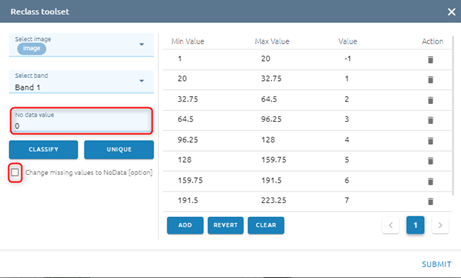 Reclass toolset
Select image
Image
Select band
Band 1
No data value
0
CLASSIFY
UNIQUE
Change missing values to NoData [option]
Min Value Max Value Value Action
1 20 -1
20 32.75 1
32.75 64.5 2
64.5 96.25 3
96.25 128 4
128 159.75 5
159.75 191.5 6
191.5 223.25 7
ADD REVERT CLEAR
1
SUBMIT